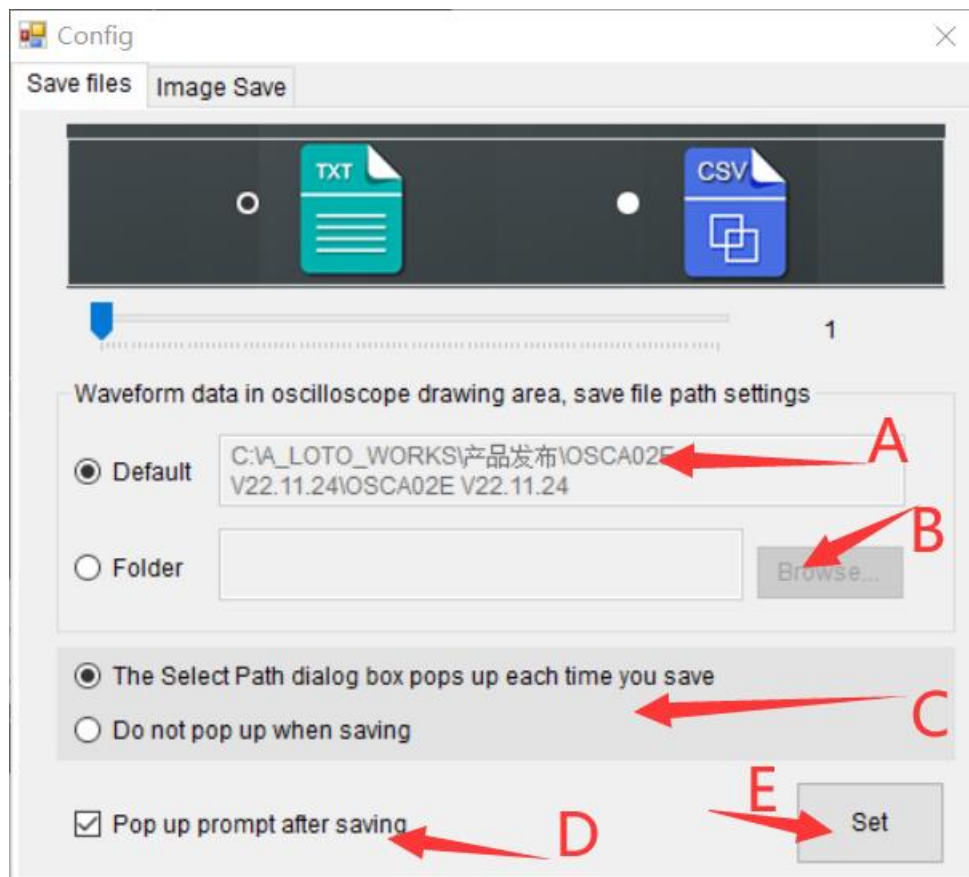 Config
Save files Image Save
TXT CSV
1
Waveform data in oscilloscope drawing area, save file path settings
A
Default C:\A_LOTO_WORKS\产品发布\OSCA02E
V22.11.24\OSCA02E V22.11.24
B
Folder Browse...
The Select Path dialog box pops up each time you save
C
Do not pop up when saving
E
Pop up prompt after saving D Set